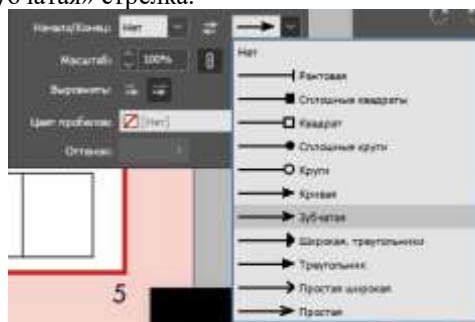 убчатая» стрелка.
Начало/Конец: Нет
Масштаб: 100%
Выровнять:
Цвет пробелов: [Нет]
Оттенок:
Нет
Рантовая
Сплошные квадраты
Квадрат
Сплошные круги
Круги
Кривая
Зубчатая
Широкая, треугольника
Треугольник
Простая широкая
Простая
5